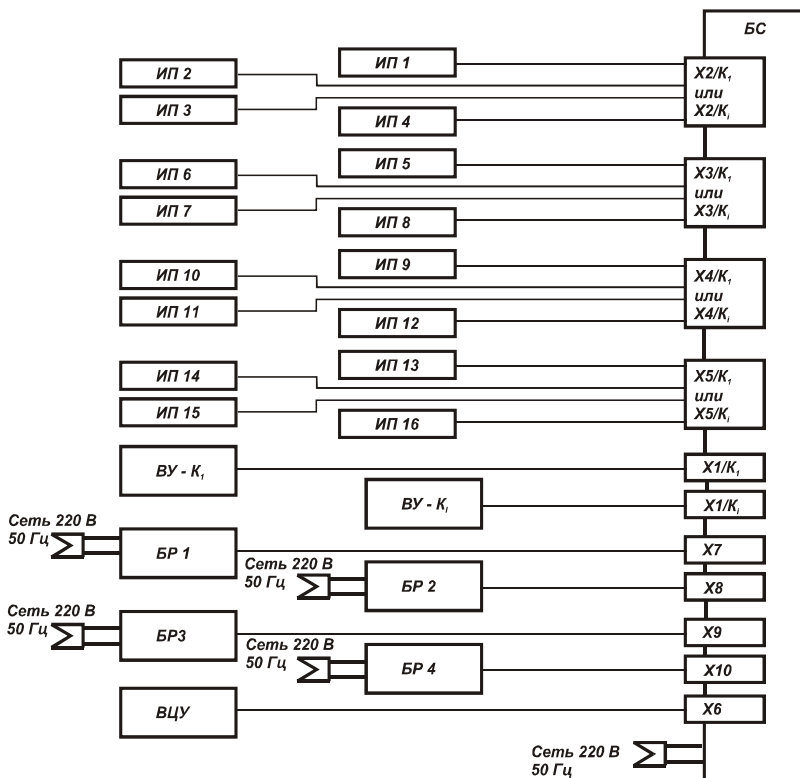 БС
ИП 1
ИП 2
ИП 3
ИП 4
X2/K1
или
X2/Ki
ИП 5
ИП 6
ИП 7
ИП 8
X3/K1
или
X3/Ki
ИП 9
ИП 10
ИП 11
ИП 12
X4/K1
или
X4/Ki
ИП 13
ИП 14
ИП 15
ИП 16
X5/K1
или
X5/Ki
ВУ - К1
X1/K1
ВУ - Кi
X1/Ki
Сеть 220 В
50 Гц
БР 1
X7
Сеть 220 В
50 Гц
БР 2
X8
Сеть 220 В
50 Гц
БР3
X9
Сеть 220 В
50 Гц
БР 4
X10
ВЦУ
X6
Сеть 220 В
50 Гц